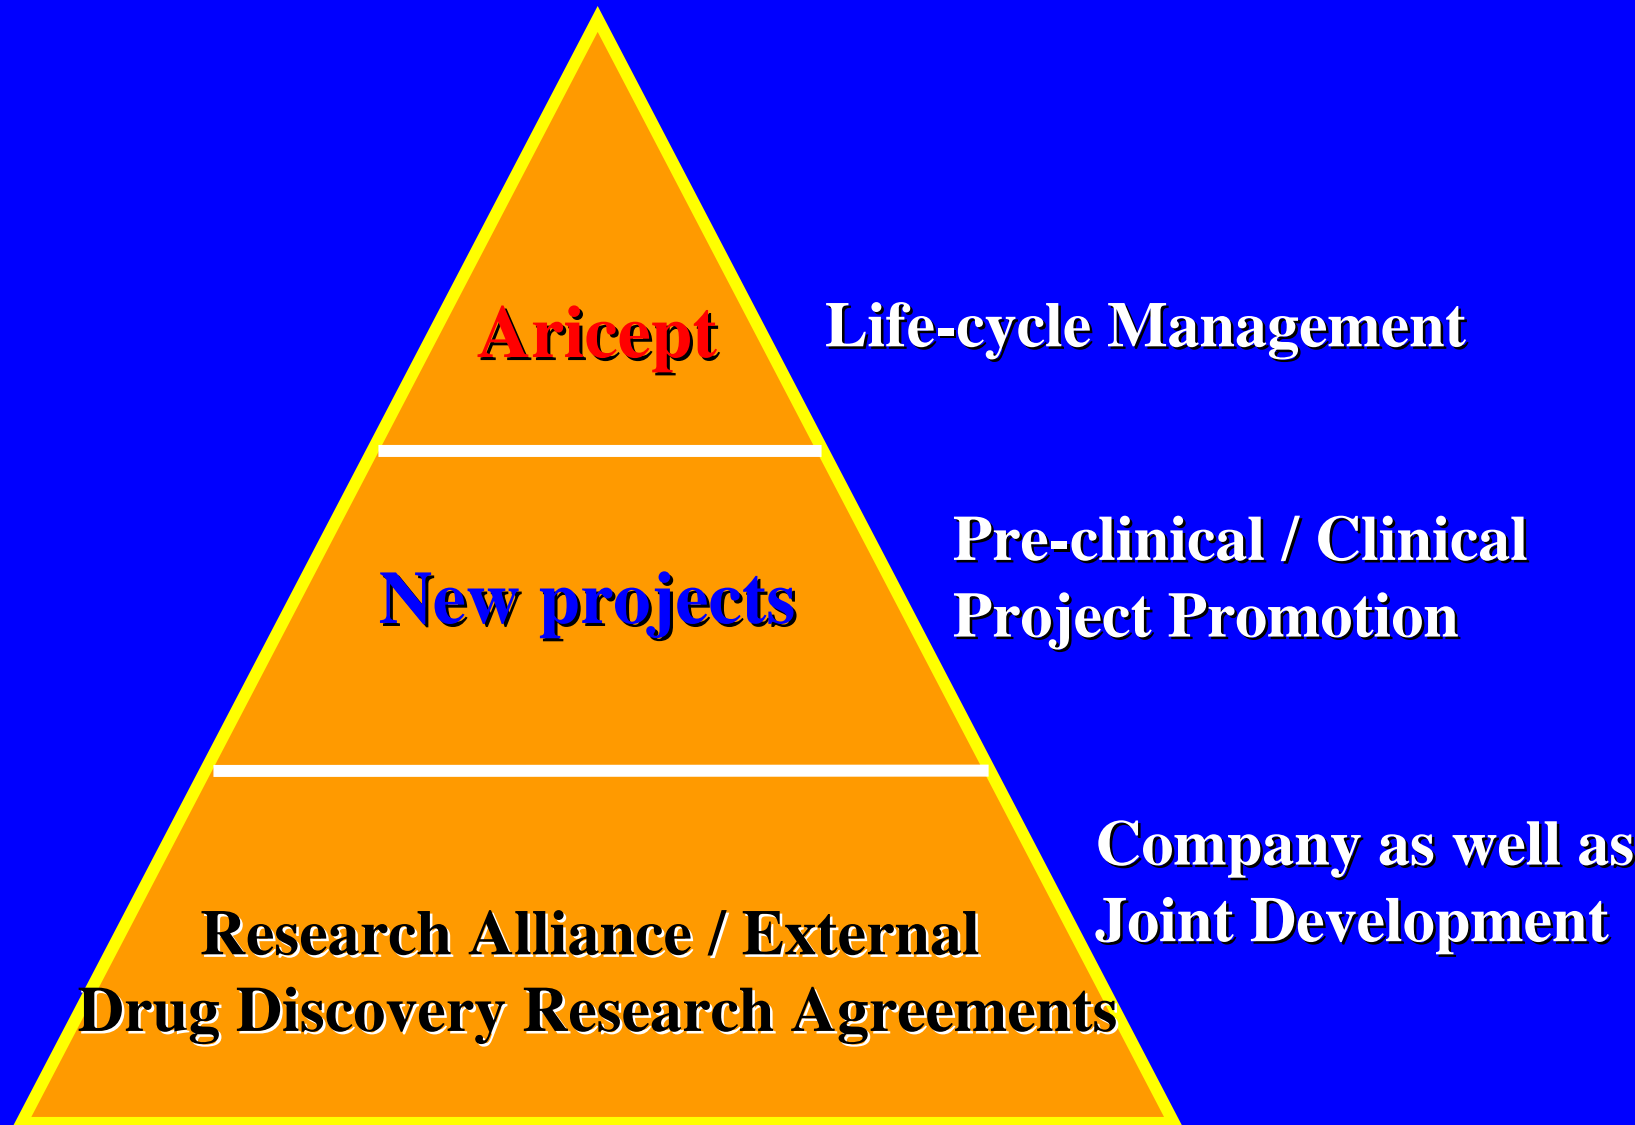 Aricept
Life-cycle Management
New projects
Pre-clinical / Clinical
Project Promotion
Research Alliance / External
Drug Discovery Research Agreements
Company as well as
Joint Development